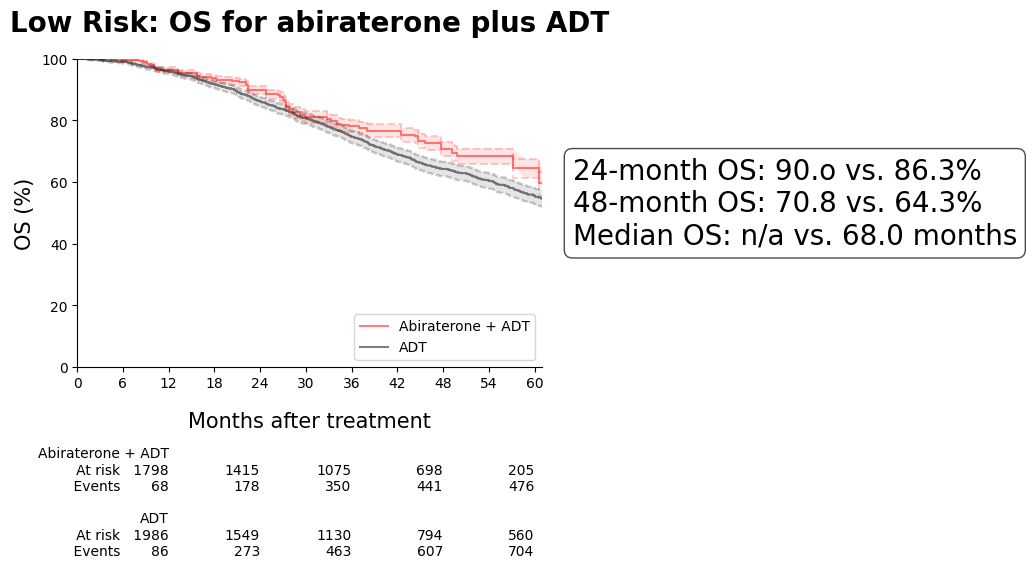 Low Risk: OS for abiraterone plus ADT
100
80
60
40
20
0
OS (%)
0 6 12 18 24 30 36 42 48 54 60
Months after treatment
Abiraterone + ADT
ADT
24-month OS: 90.o vs. 86.3%
48-month OS: 70.8 vs. 64.3%
Median OS: n/a vs. 68.0 months
Abiraterone + ADT
At risk 1798 1415 1075 698 205
Events 68 178 350 441 476
ADT
At risk 1986 1549 1130 794 560
Events 86 273 463 607 704